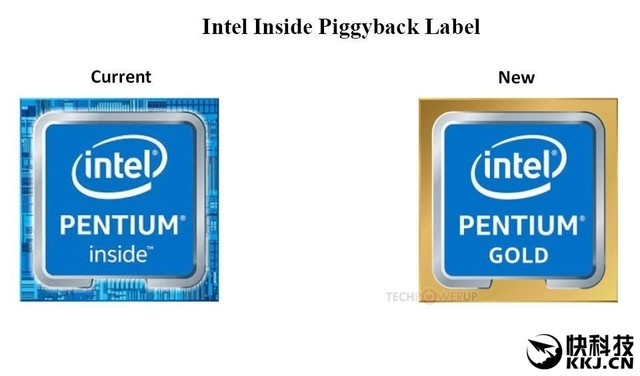 Intel Inside Piggyback Label
Current
New
intel®
PENTIUM®
inside™
intel®
PENTIUM®
GOLD
TECHPOWERUP
快科技
KKJ.CN